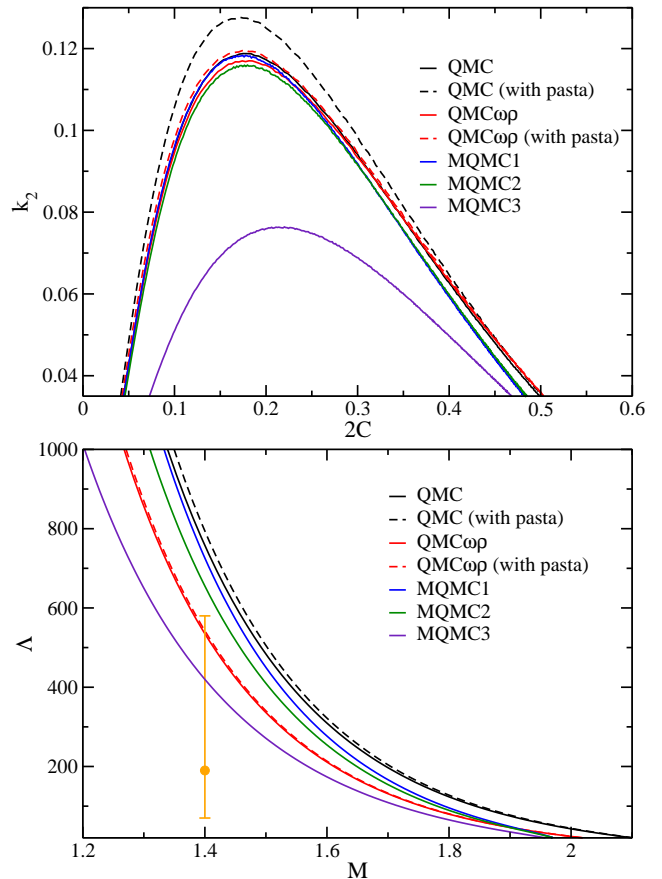 0.12
0.1
0.08
0.06
0.04
k₂
QMC
QMC (with pasta)
QMCωρ
QMCωρ (with pasta)
MQMC1
MQMC2
MQMC3
0 0.1 0.2 0.3 0.4 0.5 0.6
2C
1000
800
600
400
200
Λ
QMC
QMC (with pasta)
QMCωρ
QMCωρ (with pasta)
MQMC1
MQMC2
MQMC3
1.2 1.4 1.6 1.8 2
M